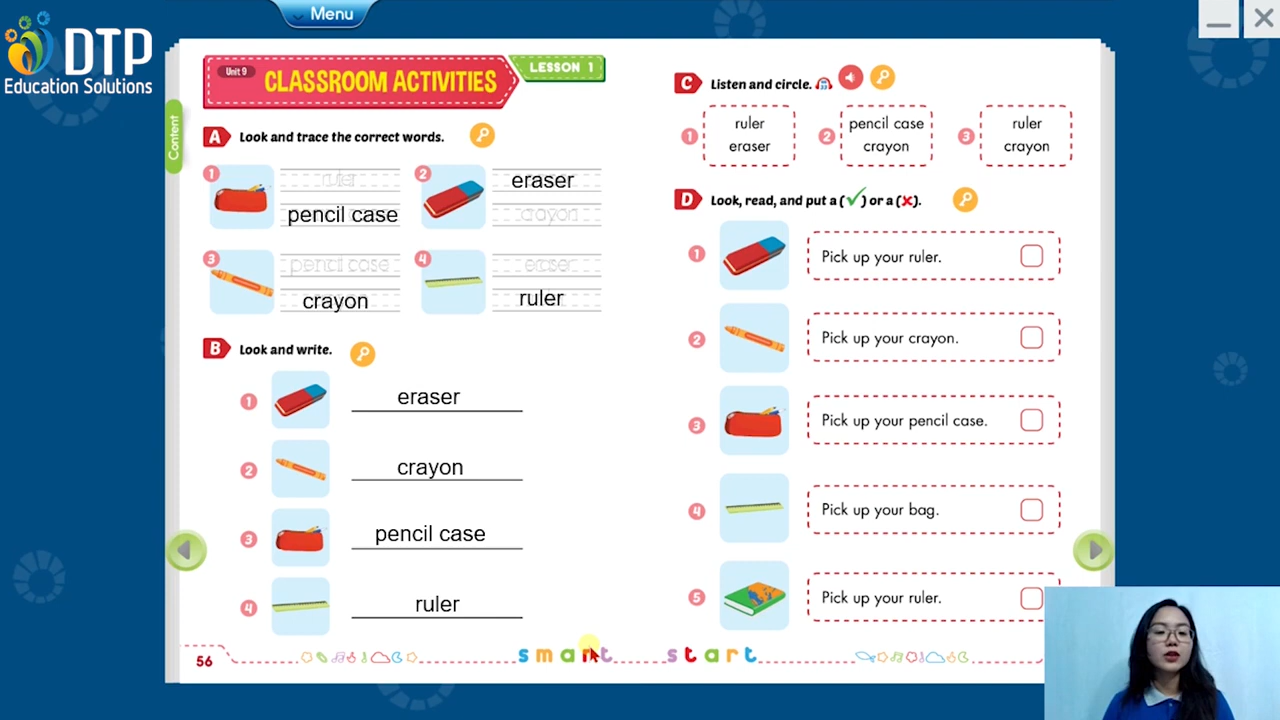 Menu
DTP
Education Solutions
Content
Unit 9
CLASSROOM ACTIVITIES
LESSON 1
A Look and trace the correct words.
1
ruler
pencil case
2
eraser
crayon
3
pencil case
crayon
4
eraser
ruler
B Look and write.
1 eraser
2 crayon
3 pencil case
4 ruler
56
smart start
C Listen and circle.
1
ruler
eraser
2
pencil case
crayon
3
ruler
crayon
D Look, read, and put a (✓) or a (✗).
1 Pick up your ruler.
2 Pick up your crayon.
3 Pick up your pencil case.
4 Pick up your bag.
5 Pick up your ruler.